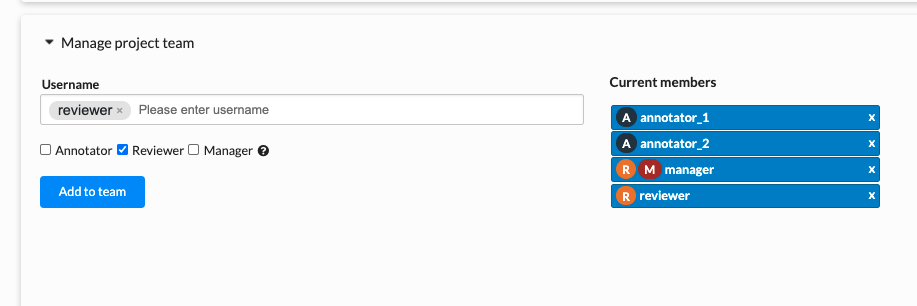 Manage project team
Username
reviewer × Please enter username
Annotator Reviewer Manager ?
Add to team
Current members
A annotator_1 x
A annotator_2 x
R M manager x
R reviewer x